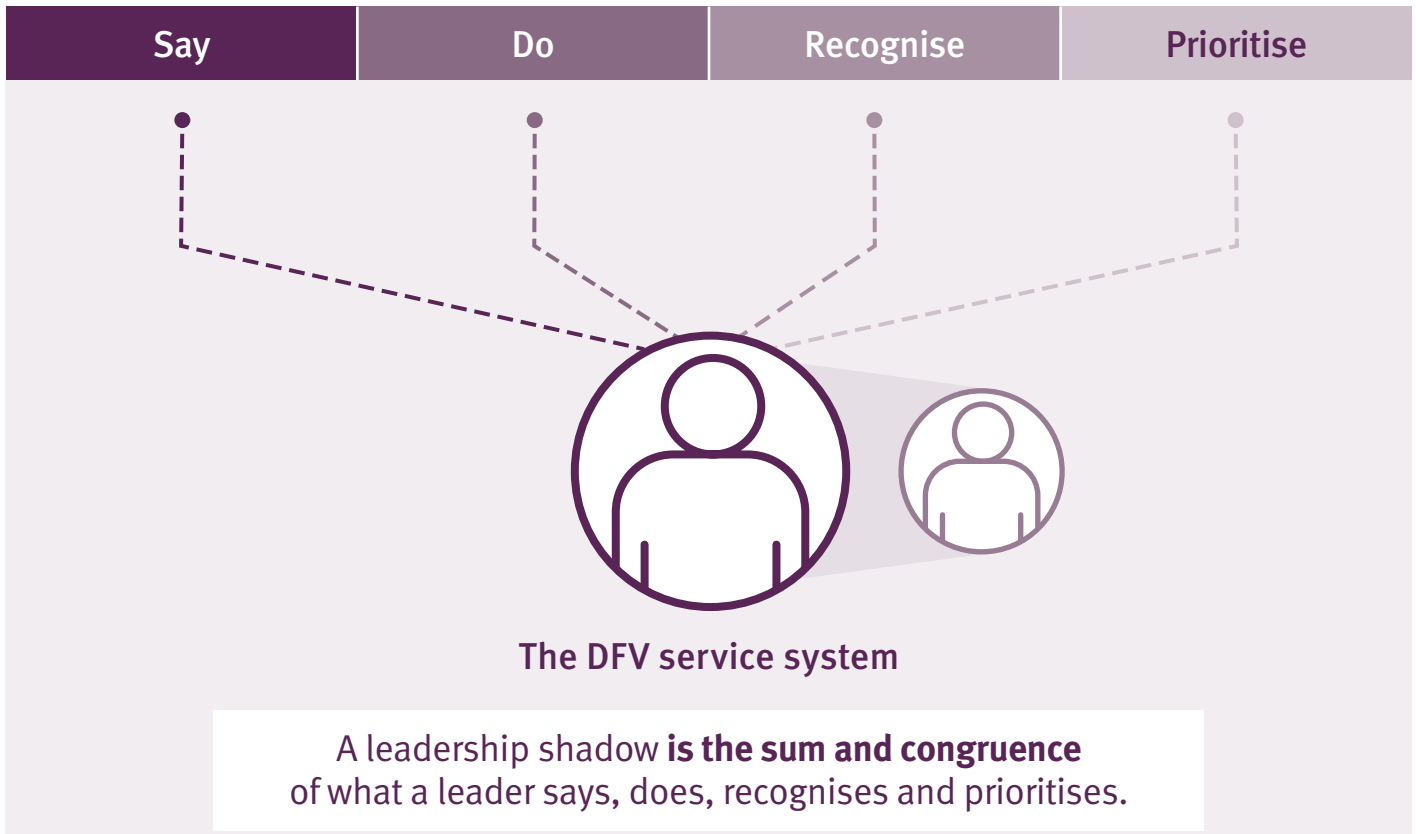 Say
Do
Recognise
Prioritise
The DFV service system
A leadership shadow is the sum and congruence
of what a leader says, does, recognises and prioritises.